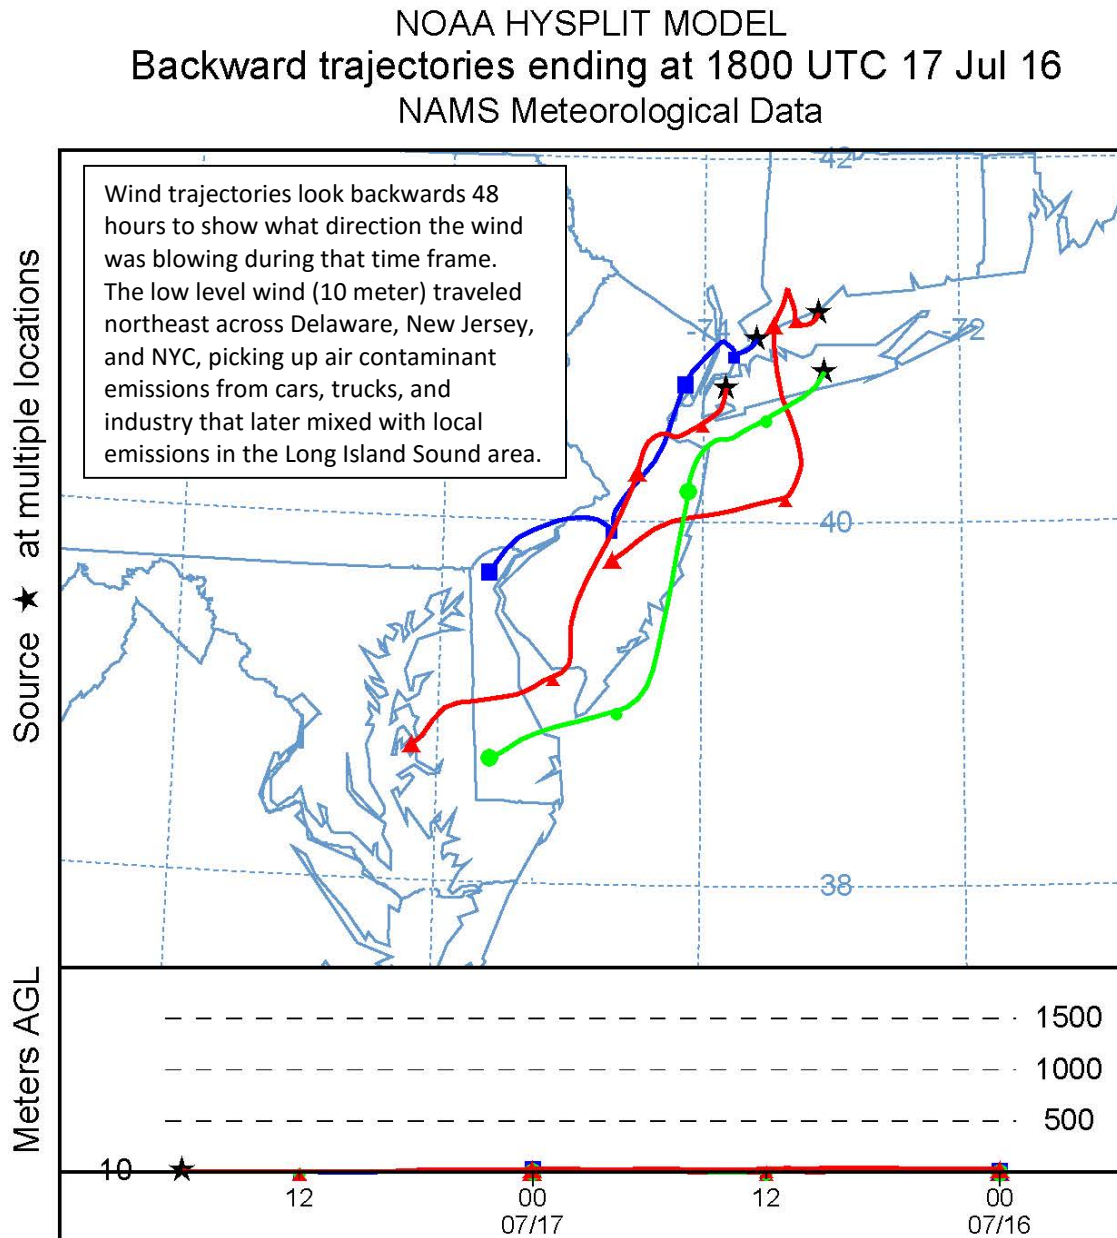 NOAA HYSPLIT MODEL
Backward trajectories ending at 1800 UTC 17 Jul 16
NAMS Meteorological Data
Wind trajectories look backwards 48
hours to show what direction the wind
was blowing during that time frame.
The low level wind (10 meter) traveled
northeast across Delaware, New Jersey,
and NYC, picking up air contaminant
emissions from cars, trucks, and
industry that later mixed with local
emissions in the Long Island Sound area.
42
-74
-72
40
38
Source ★ at multiple locations
Meters AGL
1500
1000
500
10
12 00 12 00
07/17 07/16